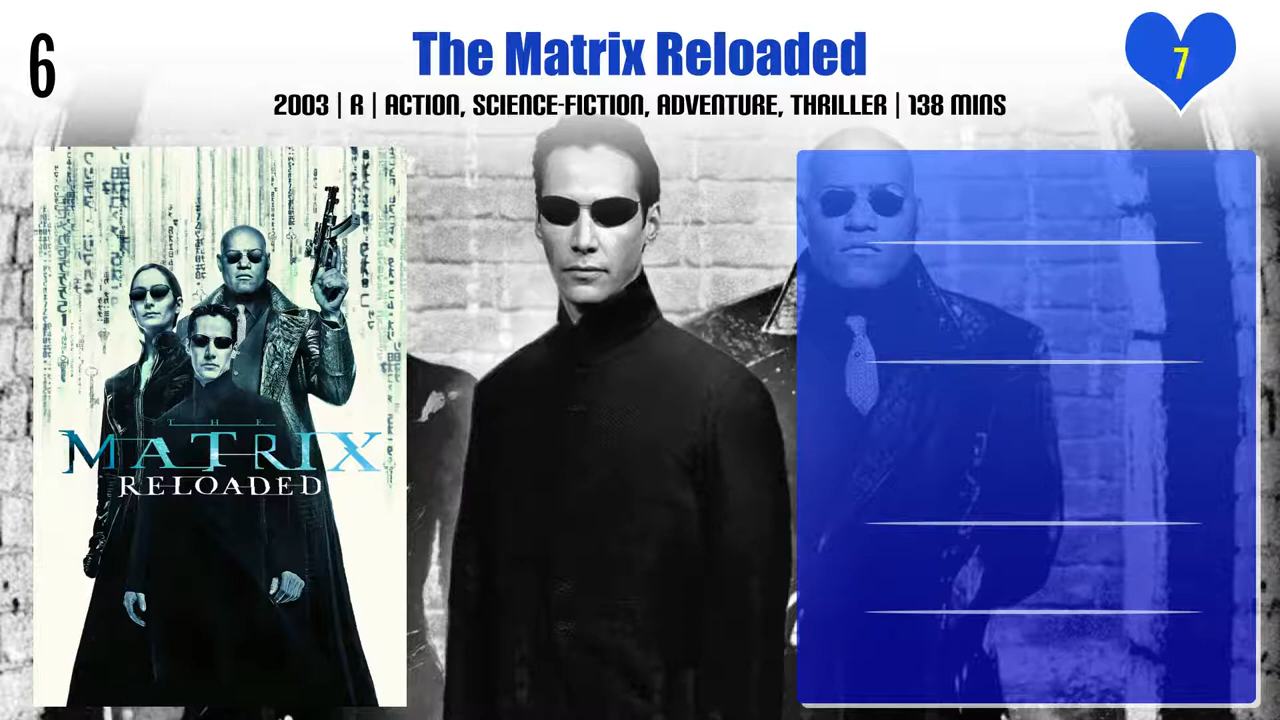 6
The Matrix Reloaded
7
2003 | R | ACTION, SCIENCE-FICTION, ADVENTURE, THRILLER | 138 MINS
THE
MATRIX
RELOADED